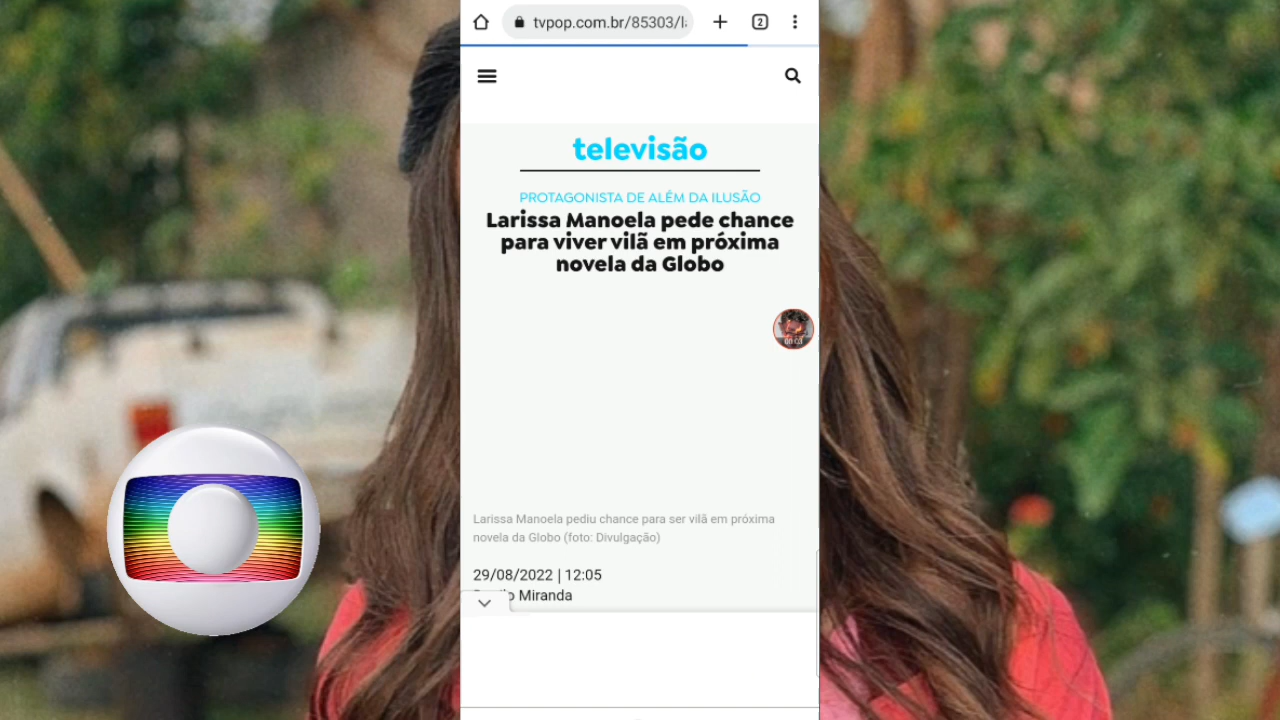 tvpop.com.br/85303/l
2
televisão
PROTAGONISTA DE ALÉM DA ILUSÃO
Larissa Manoela pede chance
para viver vilã em próxima
novela da Globo
Larissa Manoela pediu chance para ser vilã em próxima
novela da Globo (foto: Divulgação)
29/08/2022 | 12:05
Miranda